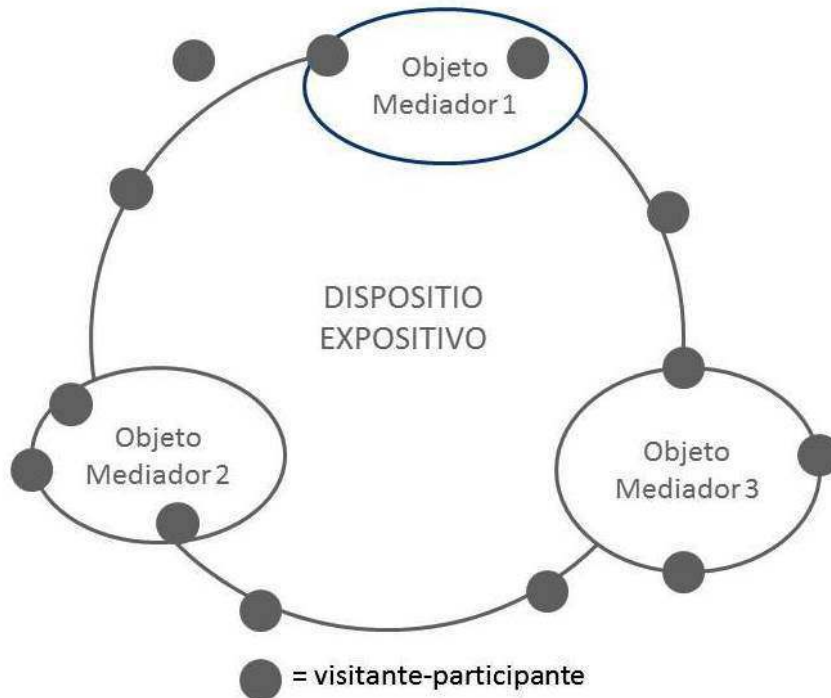 Objeto
Mediador 1
DISPOSITIO
EXPOSITIVO
Objeto
Mediador 2
Objeto
Mediador 3
= visitante-participante